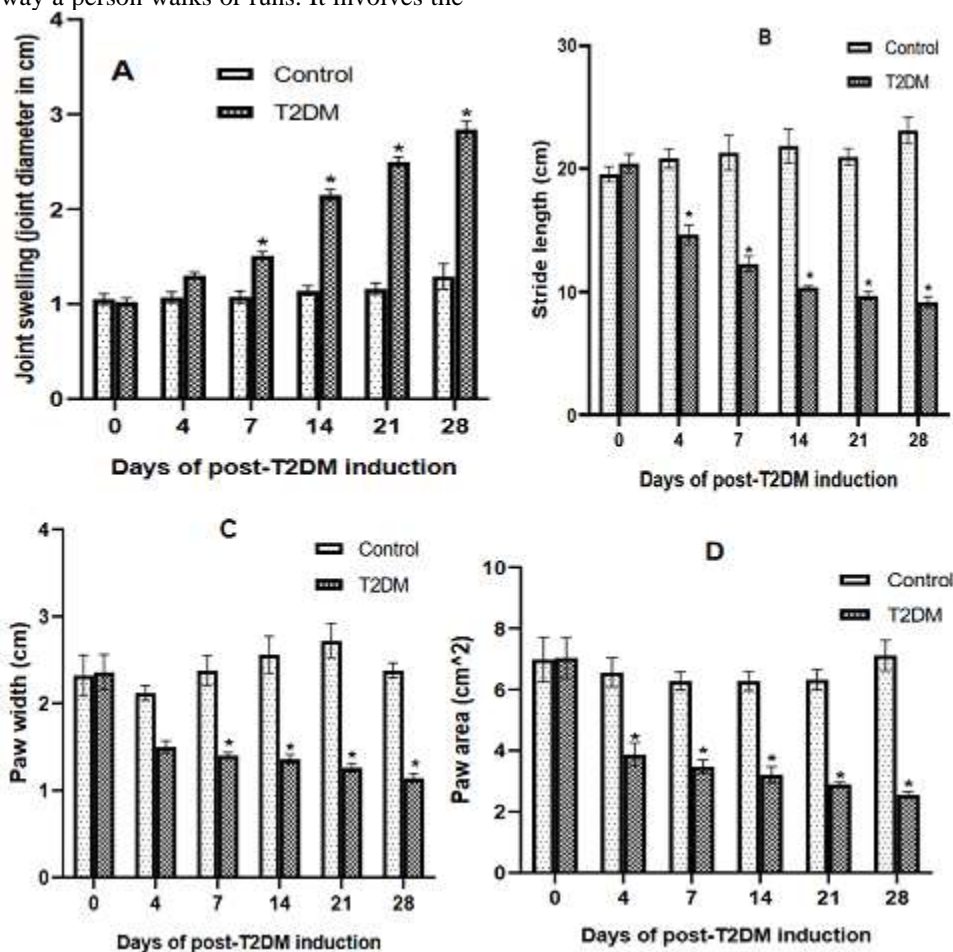 way a person walks or runs. It involves the
A
Control
T2DM
Joint swelling (joint diameter in cm)
4
3
2
1
0
* * * *
0 4 7 14 21 28
Days of post-T2DM induction
B
Control
T2DM
Stride length (cm)
30
20
10
0
* * * * *
0 4 7 14 21 28
Days of post-T2DM induction
C
Control
T2DM
Paw width (cm)
4
3
2
1
0
* * * *
0 4 7 14 21 28
Days of post-T2DM induction
D
Control
T2DM
Paw area (cm^2)
10
8
6
4
2
0
* * * * *
0 4 7 14 21 28
Days of post-T2DM induction